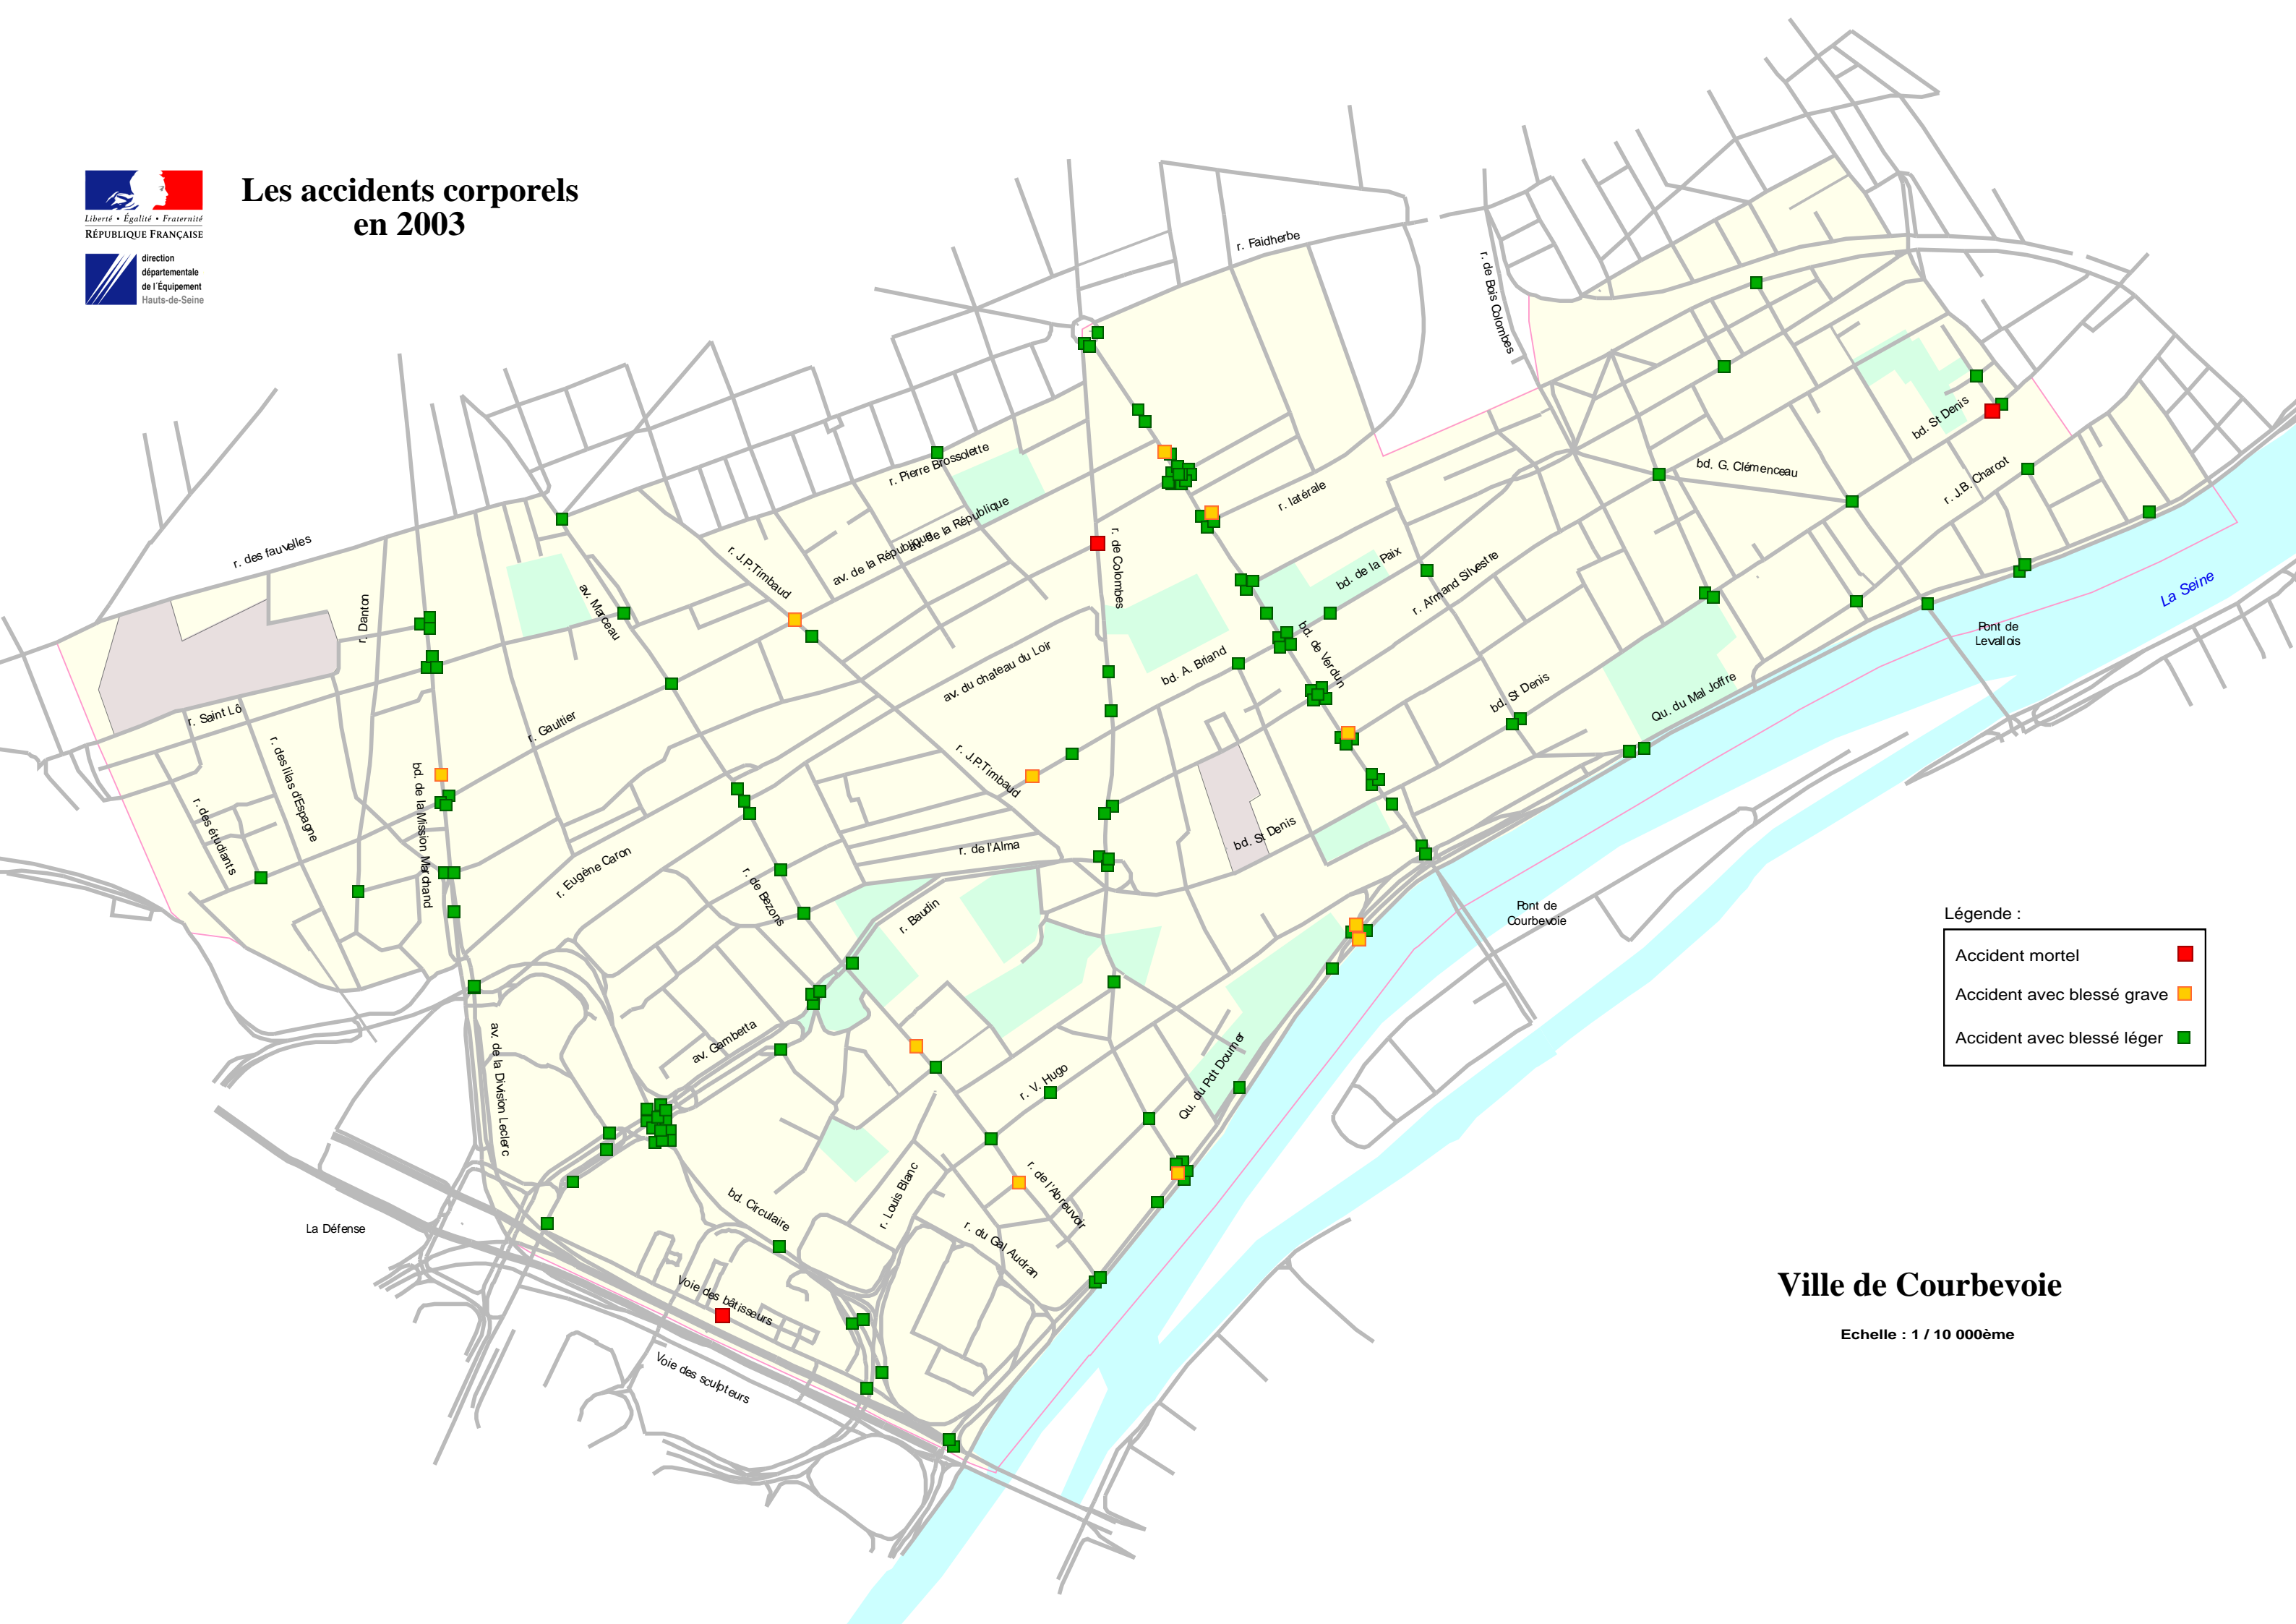 Les accidents corporels
en 2003
Liberté • Égalité • Fraternité
RÉPUBLIQUE FRANÇAISE
direction
départementale
de l'Équipement
Hauts-de-Seine
r. Faidherbe
r. de Bois Colombes
bd. St Denis
bd. G. Clémenceau
r. J.B. Charcot
r. Pierre Brossolette
r. latérale
av. de la République
av. de la République
r. des fauvelles
r. J.P.Timbaud
r. de Colombes
bd. de la Paix
r. Armand Silvestre
La Seine
r. Danton
av. Marceau
Pont de
Levallois
bd. de Verdun
av. du chateau du Loir
bd. A. Briand
bd. St Denis
Qu. du Mal Joffre
r. Saint Lô
r. Gaultier
r. des lilas d'Espagne
bd. de la Mission Marchand
r. J.P.Timbaud
r. des étudiants
bd. St Denis
r. de l'Alma
r. Eugêne Caron
r. de Bezons
r. Baudin
Pont de
Courbevoie
Légende :
Accident mortel
Accident avec blessé grave
Accident avec blessé léger
av. de la Division Leclerc
av. Gambetta
r. V. Hugo
Qu. du Pdt Doumer
r. Louis Blanc
r. de l'Abreuvoir
bd. Circulaire
r. du Gal Audran
La Défense
Voie des bâtisseurs
Voie des sculpteurs
Ville de Courbevoie
Echelle : 1 / 10 000ème